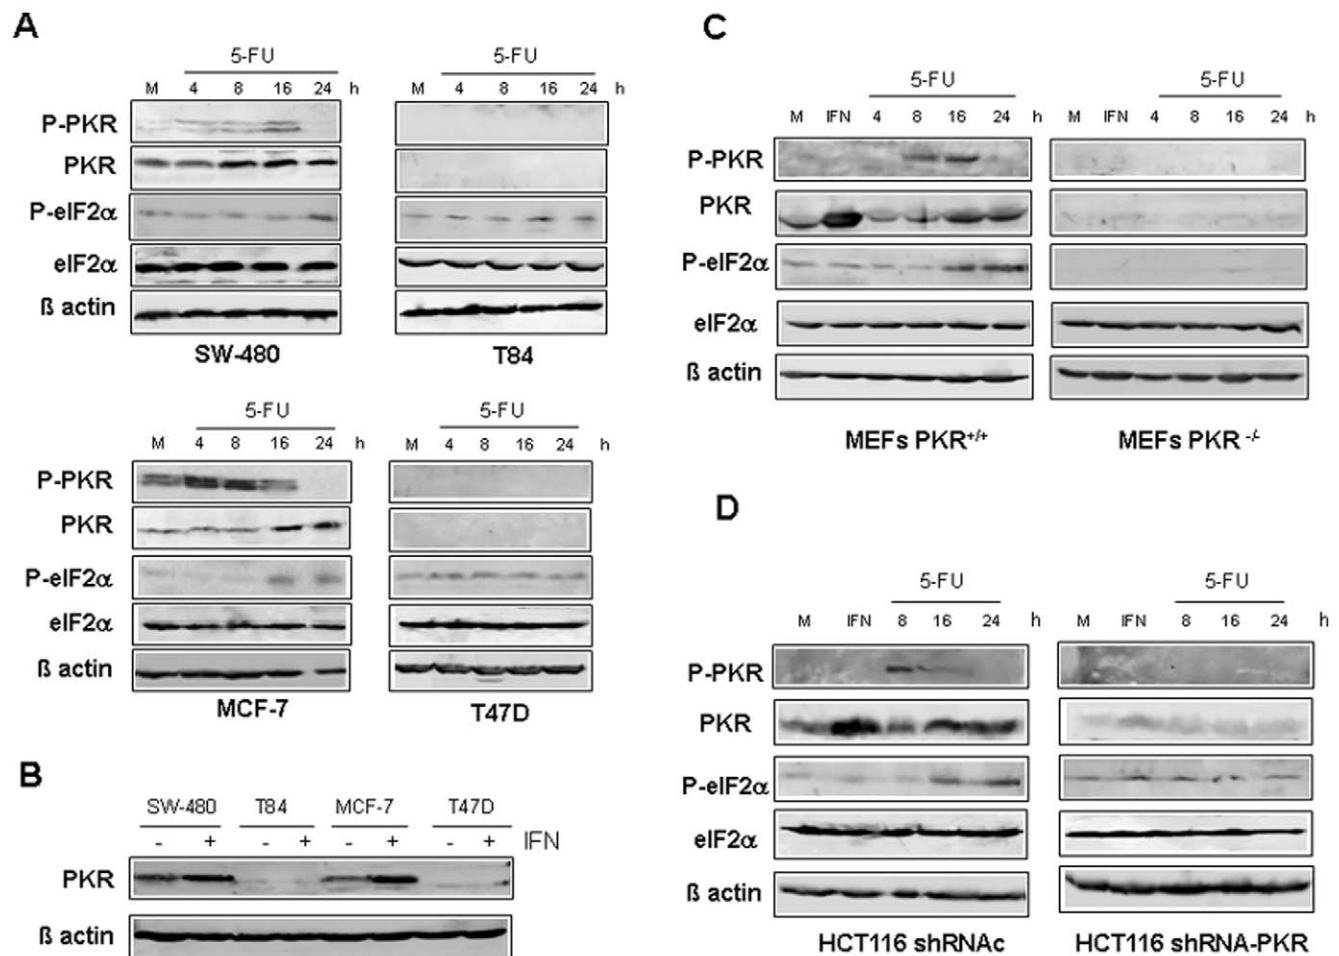 A
5-FU
M 4 8 16 24 h
P-PKR
PKR
P-eIF2α
eIF2α
ß actin
SW-480
5-FU
M 4 8 16 24 h
T84
5-FU
M 4 8 16 24 h
P-PKR
PKR
P-eIF2α
eIF2α
ß actin
MCF-7
5-FU
M 4 8 16 24 h
T47D
B
SW-480 T84 MCF-7 T47D
- + - + - + - + IFN
PKR
ß actin
C
5-FU
M IFN 4 8 16 24
P-PKR
PKR
P-eIF2α
eIF2α
ß actin
MEFs PKR+/+
5-FU
M IFN 4 8 16 24 h
MEFs PKR -/-
D
5-FU
M IFN 8 16 24 h
P-PKR
PKR
P-eIF2α
eIF2α
ß actin
HCT116 shRNAc
5-FU
M IFN 8 16 24 h
HCT116 shRNA-PKR